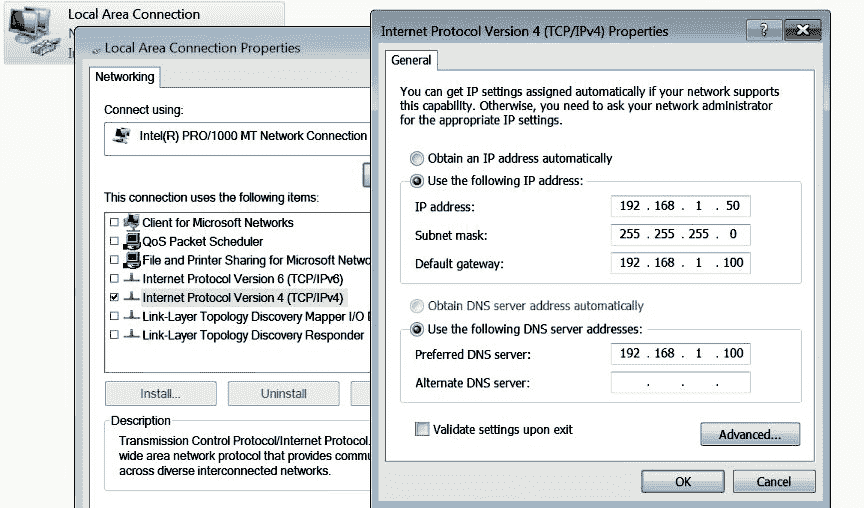 Local Area Connection
Local Area Connection Properties
Networking
Connect using:
Intel(R) PRO/1000 MT Network Connection
This connection uses the following items:
Client for Microsoft Networks
QoS Packet Scheduler
File and Printer Sharing for Microsoft Netwo
Internet Protocol Version 6 (TCP/IPv6)
Internet Protocol Version 4 (TCP/IPv4)
Link-Layer Topology Discovery Mapper I/O
Link-Layer Topology Discovery Responder
Install...
Uninstall
Description
Transmission Control Protocol/Internet Protocol.
wide area network protocol that provides commu
across diverse interconnected networks.
Internet Protocol Version 4 (TCP/IPv4) Properties
General
You can get IP settings assigned automatically if your network supports
this capability. Otherwise, you need to ask your network administrator
for the appropriate IP settings.
Obtain an IP address automatically
Use the following IP address:
IP address: 192 . 168 . 1 . 50
Subnet mask: 255 . 255 . 255 . 0
Default gateway: 192 . 168 . 1 . 100
Obtain DNS server address automatically
Use the following DNS server addresses:
Preferred DNS server: 192 . 168 . 1 . 100
Alternate DNS server: . . .
Validate settings upon exit
Advanced...
OK
Cancel